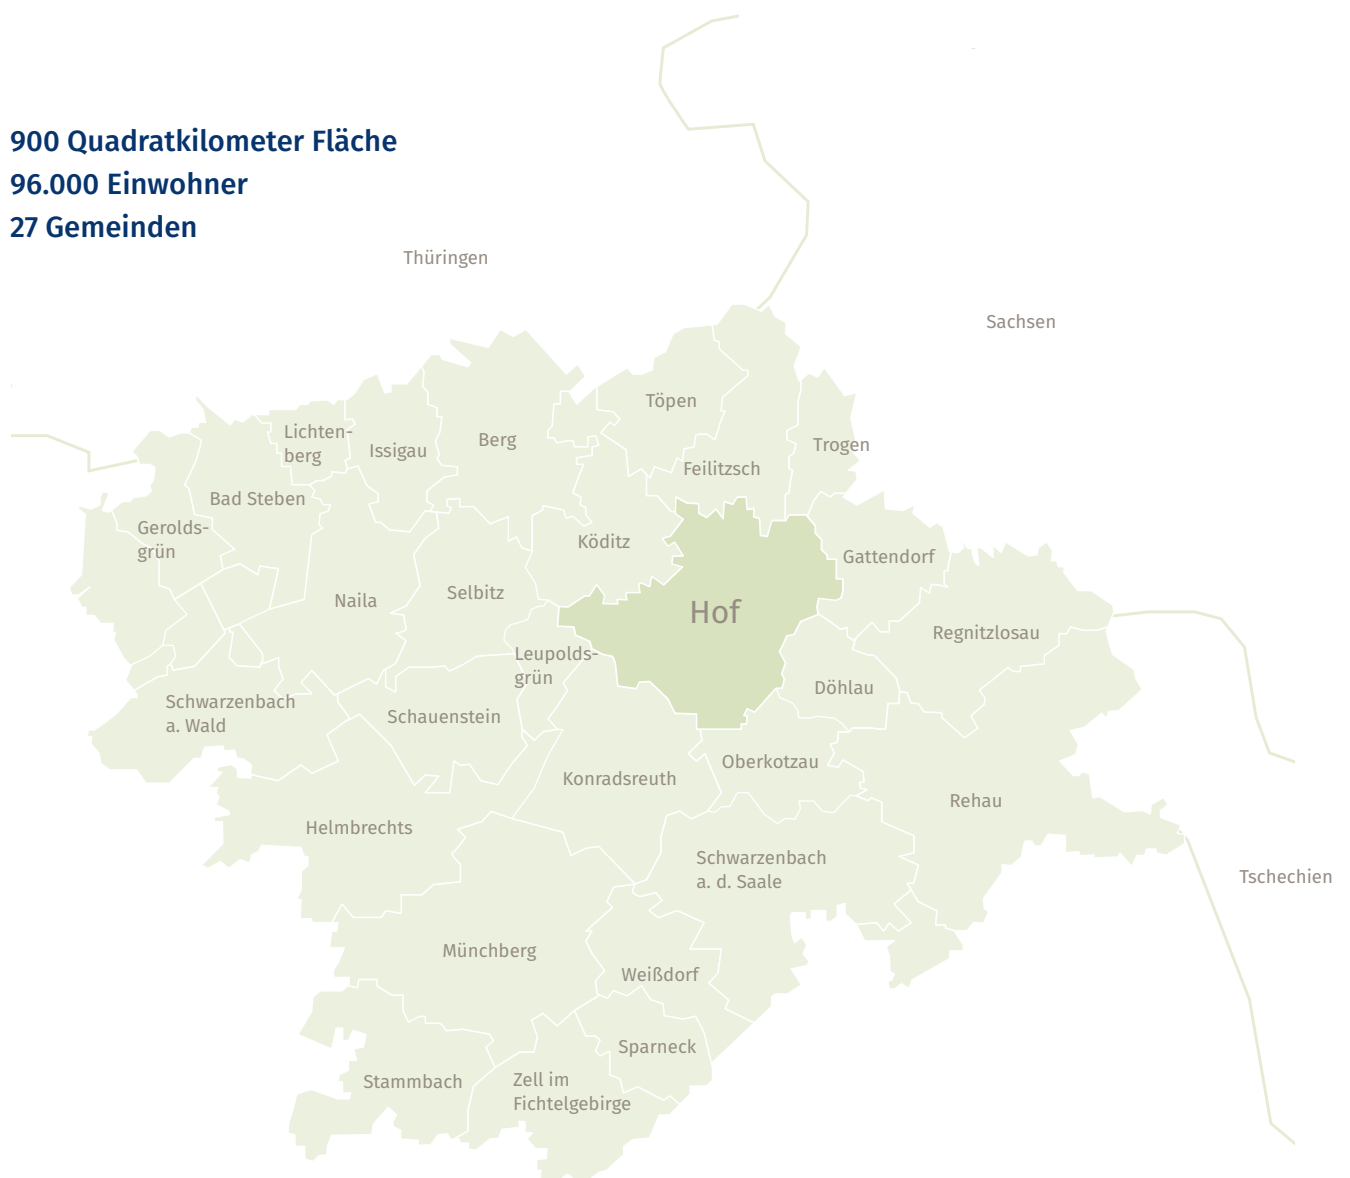 900 Quadratkilometer Fläche
96.000 Einwohner
27 Gemeinden
Thüringen
Sachsen
Töpen
Lichten-
berg
Issigau
Berg
Trogen
Feilitzsch
Bad Steben
Gerolds-
grün
Köditz
Gattendorf
Naila
Selbitz
Hof
Regnitzlosau
Leupolds-
grün
Döhlau
Schwarzenbach
a. Wald
Schauenstein
Oberkotzau
Konradsreuth
Rehau
Helmbrechts
Schwarzenbach
a. d. Saale
Tschechien
Münchberg
Weißdorf
Sparneck
Stammbach
Zell im
Fichtelgebirge